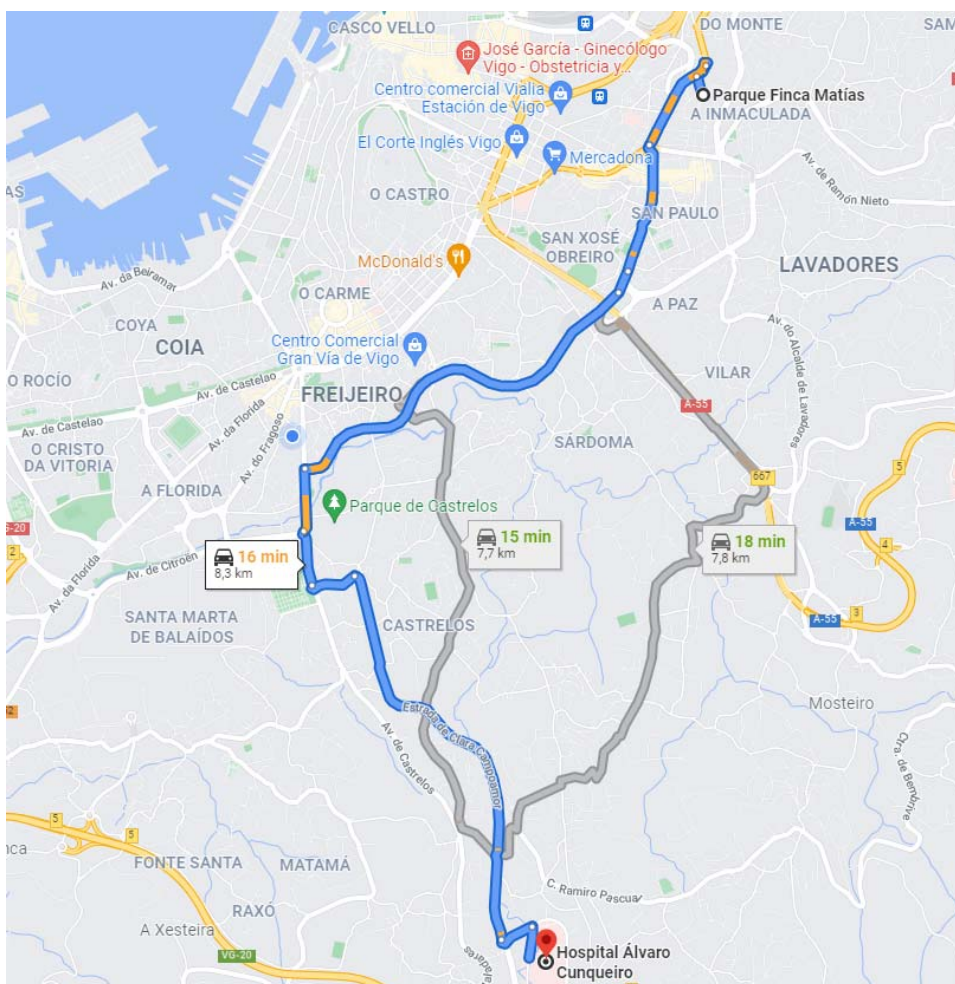 CASCO VELLO
DO MONTE
José García - Ginecólogo
Vigo - Obstetricia y...
Centro comercial Vialia
Estación de Vigo
Parque Finca Matías
A INMACULADA
El Corte Inglés Vigo
Mercadona
Av. de Ramón Nieto
O CASTRO
SAN PAULO
SAN XOSÉ
OBREIRO
McDonald's
LAVADORES
Av. da Beiramar
O CARME
A PAZ
COYA
COIA
Centro Comercial
Gran Vía de Vigo
Av. do Alcalde de Lavadores
O ROCÍO
Av. de Castelao
FREIJEIRO
VILAR
A-55
Av. de Castelao
Av. da Florida
Av. do Fragoso
SÁRDOMA
O CRISTO
DA VITORIA
667
5
A FLORIDA
Parque de Castrelos
A-55
2
16 min
8,3 km
15 min
7,7 km
18 min
7,8 km
4
Av. da Florida
Av. de Citroën
SANTA MARTA
DE BALAÍDOS
CASTRELOS
3
A-55
Mosteiro
Estrada de Clara Campoamor
Av. de Castrelos
Ctra. de Bembrive
5
5
FONTE SANTA
MATAMÁ
C. Ramiro Pascual
RAXO
A Xesteira
VG-20
Hospital Álvaro
Cunqueiro